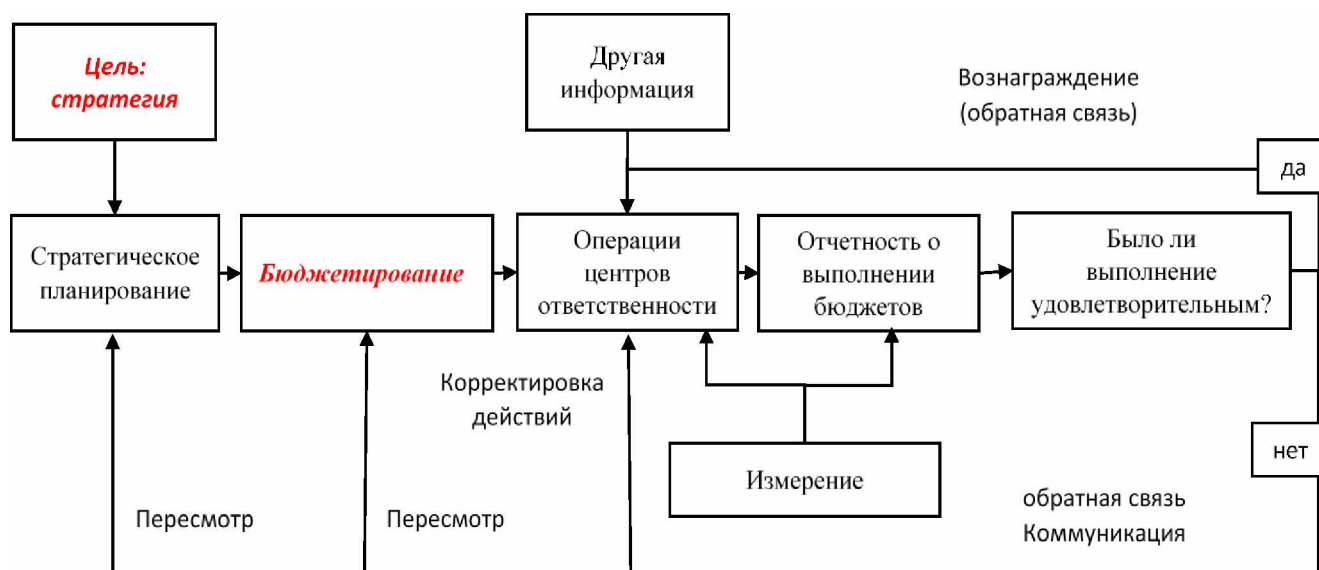 Цель:
стратегия
Другая
информация
Вознаграждение
(обратная связь)
да
Стратегическое
планирование
Бюджетирование
Операции
центров
ответственности
Отчетность о
выполнении
бюджетов
Было ли
выполнение
удовлетворительным?
Корректировка
действий
нет
Измерение
Пересмотр
Пересмотр
обратная связь
Коммуникация